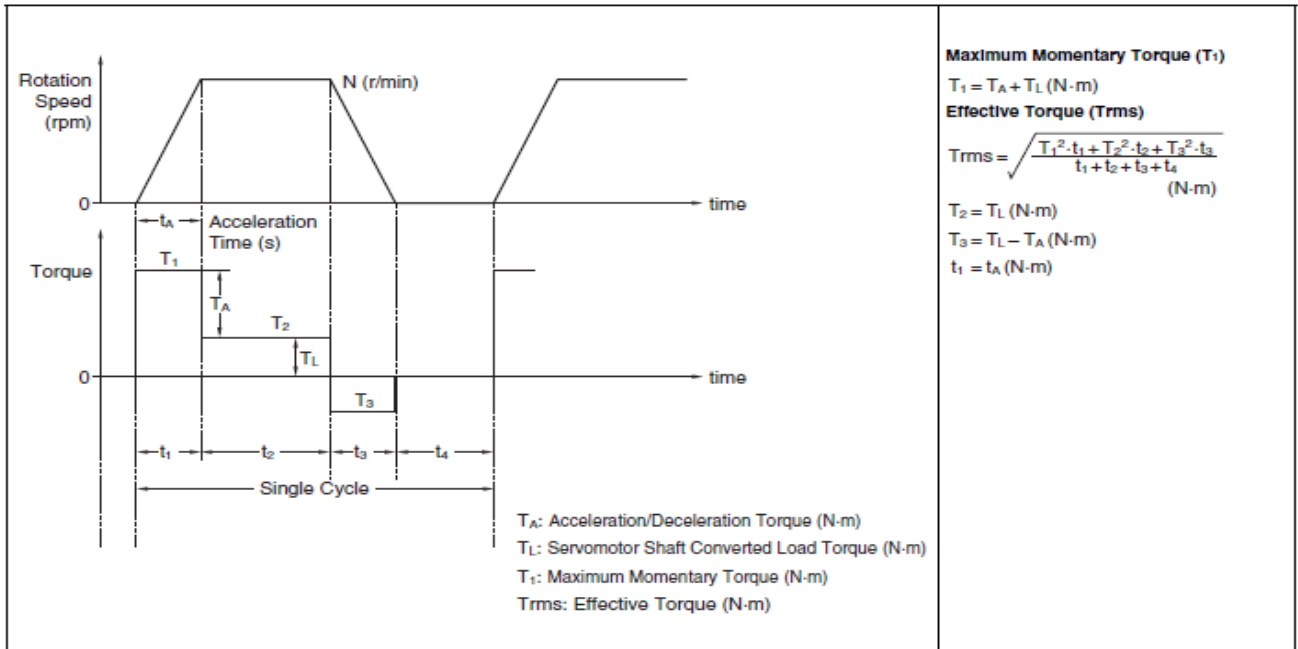 Rotation
Speed
(rpm)
N (r/min)
0
time
tA
Acceleration
Time (s)
Torque
T1
TA
T2
TL
0
time
T3
t1
t2
t3
t4
Single Cycle
TA: Acceleration/Deceleration Torque (N·m)
TL: Servomotor Shaft Converted Load Torque (N·m)
T1: Maximum Momentary Torque (N·m)
Trms: Effective Torque (N·m)
Maximum Momentary Torque (T1)
T1 = TA + TL (N·m)
Effective Torque (Trms)
Trms = √ T1²·t1 + T2²·t2 + T3²·t3
t1 + t2 + t3 + t4
(N·m)
T2 = TL (N·m)
T3 = TL – TA (N·m)
t1 = tA (N·m)